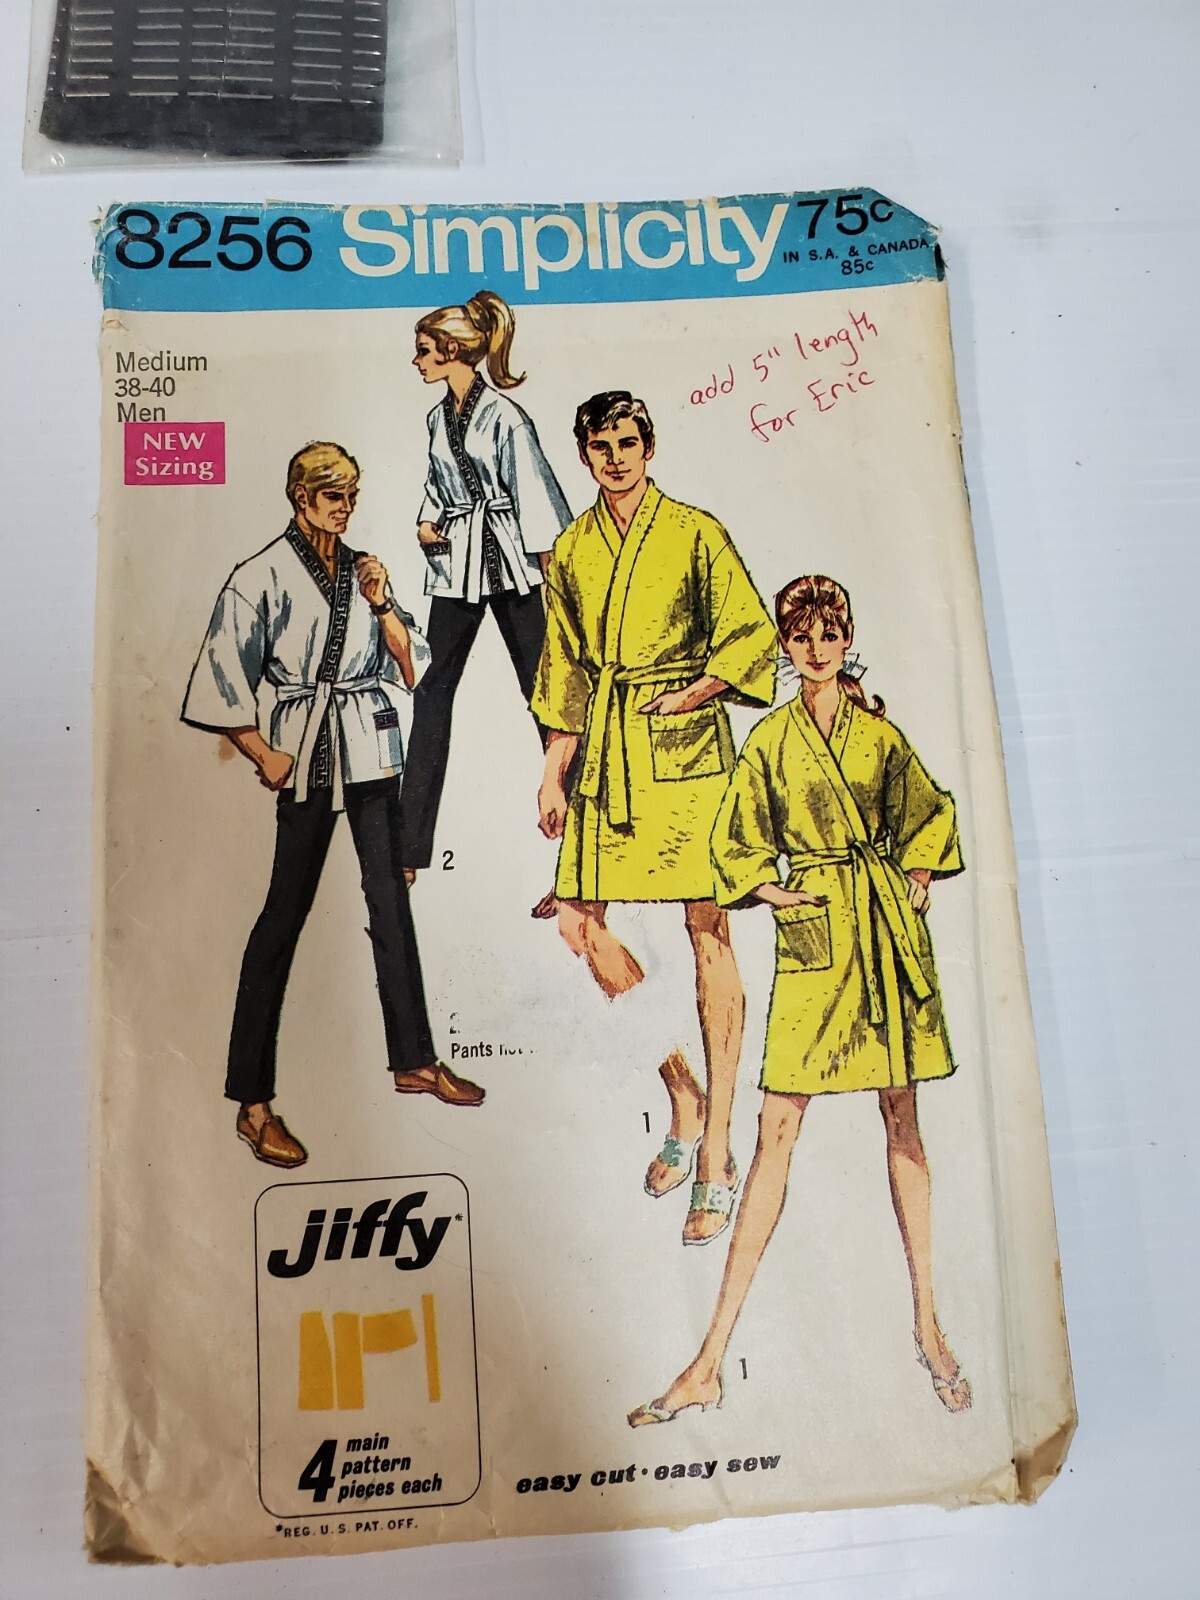 8256 Simplicity 75c
IN S.A. & CANADA
85c
Medium
38-40
Men
NEW
Sizing
add 5" length
for Eric
2
2.
Pants
1
1
jiffy*
4 main
pattern
pieces each
easy cut • easy sew
*REG. U. S. PAT. OFF.